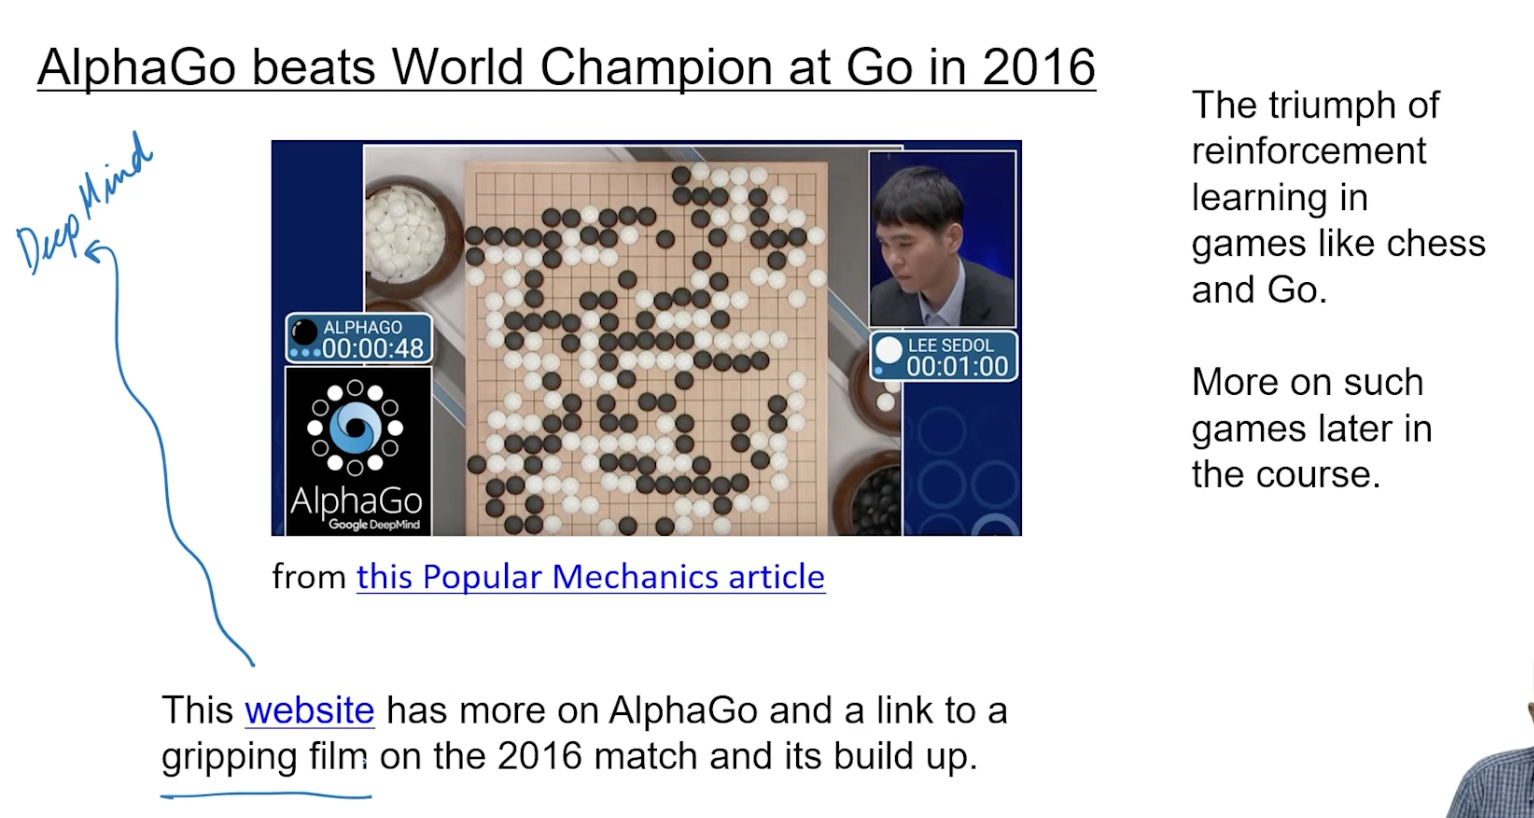 AlphaGo beats World Champion at Go in 2016
DeepMind
ALPHAGO
00:00:48
AlphaGo
Google DeepMind
LEE SEDOL
00:01:00
from this Popular Mechanics article
This website has more on AlphaGo and a link to a
gripping film on the 2016 match and its build up.
The triumph of
reinforcement
learning in
games like chess
and Go.
More on such
games later in
the course.